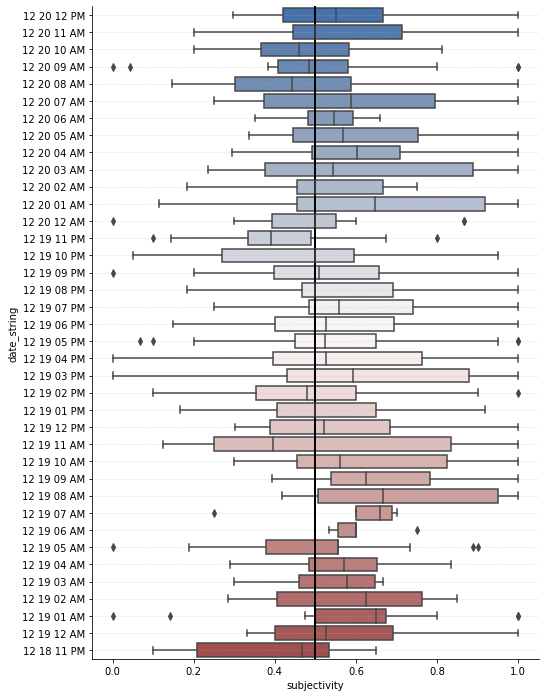 12 20 12 PM
12 20 11 AM
12 20 10 AM
12 20 09 AM
12 20 08 AM
12 20 07 AM
12 20 06 AM
12 20 05 AM
12 20 04 AM
12 20 03 AM
12 20 02 AM
12 20 01 AM
12 20 12 AM
12 19 11 PM
12 19 10 PM
12 19 09 PM
12 19 08 PM
12 19 07 PM
12 19 06 PM
12 19 05 PM
12 19 04 PM
12 19 03 PM
12 19 02 PM
12 19 01 PM
12 19 12 PM
12 19 11 AM
12 19 10 AM
12 19 09 AM
12 19 08 AM
12 19 07 AM
12 19 06 AM
12 19 05 AM
12 19 04 AM
12 19 03 AM
12 19 02 AM
12 19 01 AM
12 19 12 AM
12 18 11 PM
date_string
0.0 0.2 0.4 0.6 0.8 1.0
subjectivity